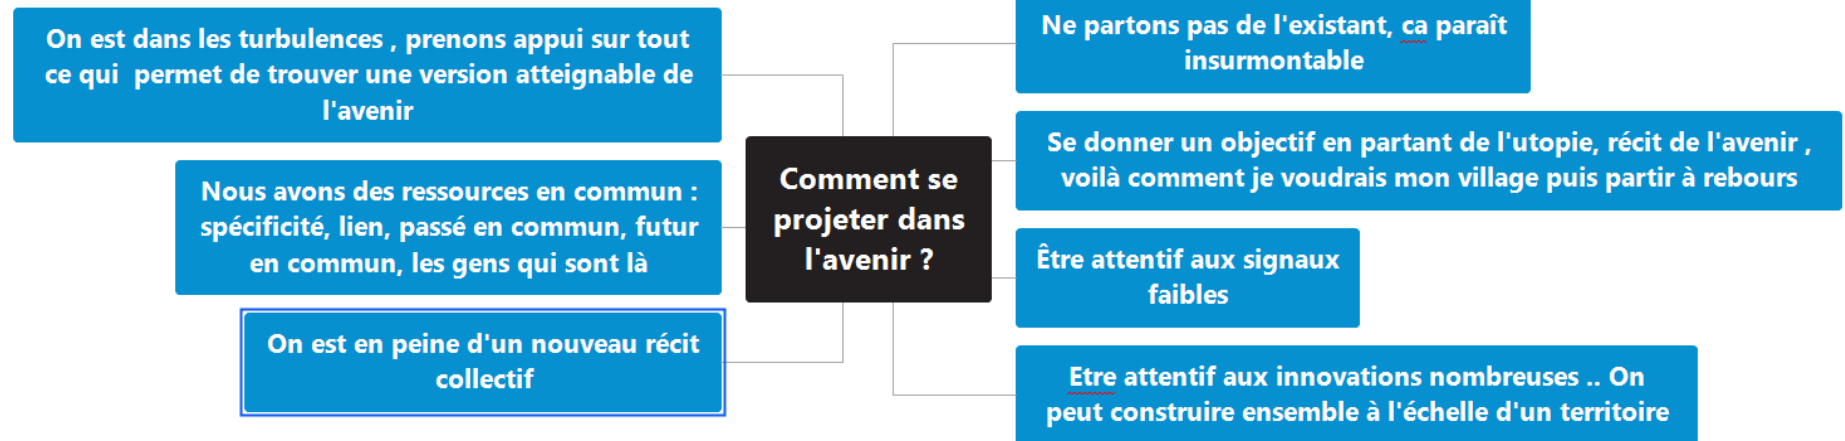 On est dans les turbulences , prenons appui sur tout
ce qui  permet de trouver une version atteignable de
l'avenir
Nous avons des ressources en commun :
spécificité, lien, passé en commun, futur
en commun, les gens qui sont là
On est en peine d'un nouveau récit
collectif
Comment se
projeter dans
l'avenir ?
Ne partons pas de l'existant, ca paraît
insurmontable
Se donner un objectif en partant de l'utopie, récit de l'avenir ,
voilà comment je voudrais mon village puis partir à rebours
Être attentif aux signaux
faibles
Etre attentif aux innovations nombreuses .. On
peut construire ensemble à l'échelle d'un territoire